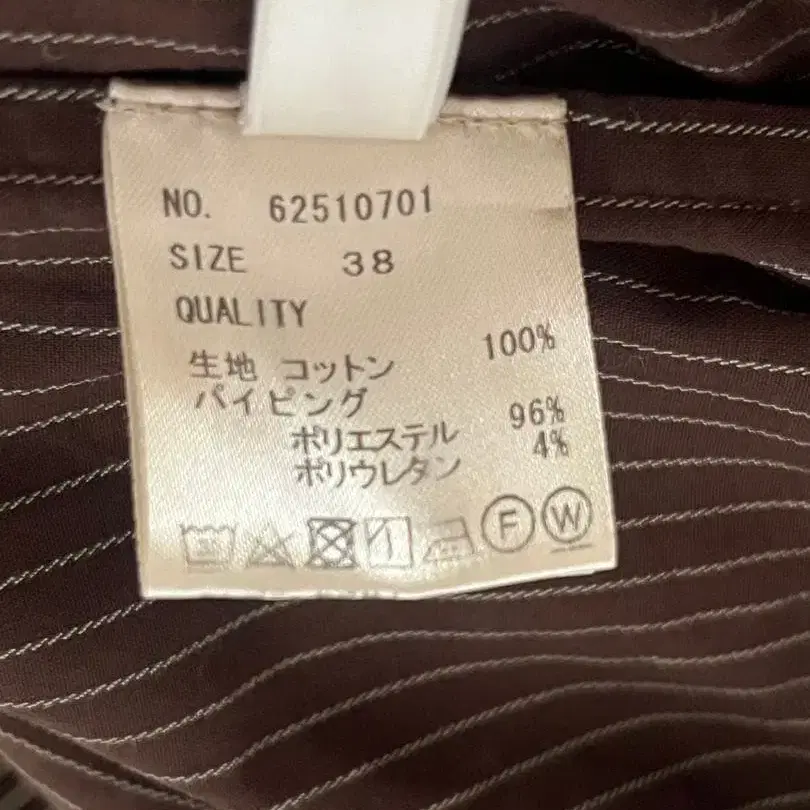 NO. 62510701
SIZE 38
QUALITY
生地 コットン 100%
パイピング
ポリエステル 96%
ポリウレタン 4%
F W